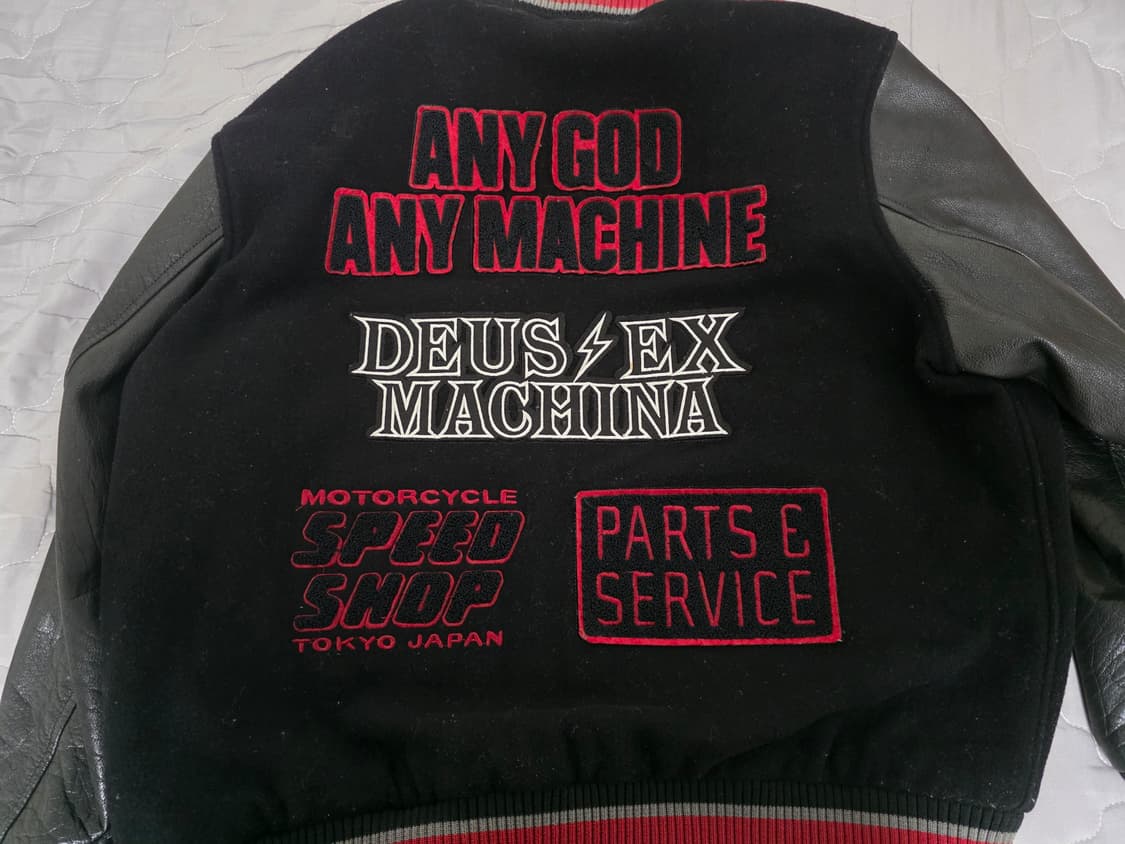 ANY GOD
ANY MACHINE
DEUS EX
MACHINA
MOTORCYCLE
SPEED
SHOP
TOKYO JAPAN
PARTS &
SERVICE